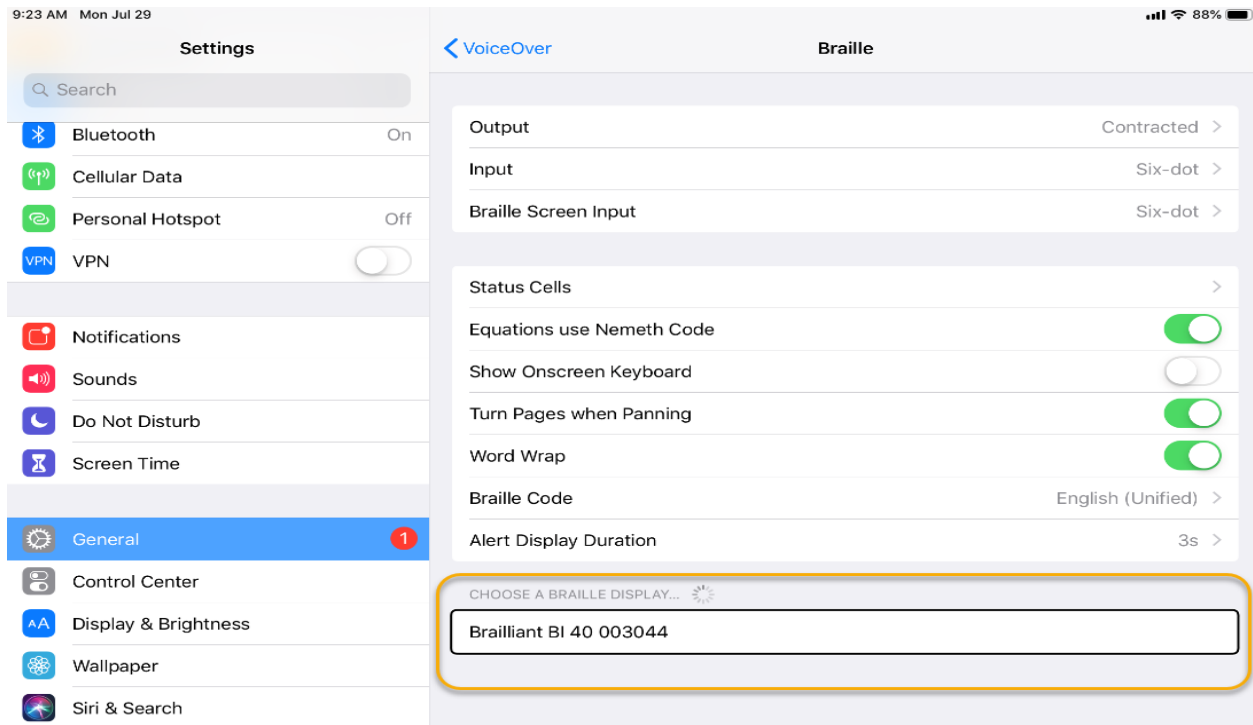 9:23 AM Mon Jul 29
88%
Settings
Search
Bluetooth On
Cellular Data
Personal Hotspot Off
VPN VPN
Notifications
Sounds
Do Not Disturb
Screen Time
General 1
Control Center
AA Display & Brightness
Wallpaper
Siri & Search
VoiceOver Braille
Output Contracted
Input Six-dot
Braille Screen Input Six-dot
Status Cells
Equations use Nemeth Code
Show Onscreen Keyboard
Turn Pages when Panning
Word Wrap
Braille Code English (Unified)
Alert Display Duration 3s
CHOOSE A BRAILLE DISPLAY...
Brailliant BI 40 003044